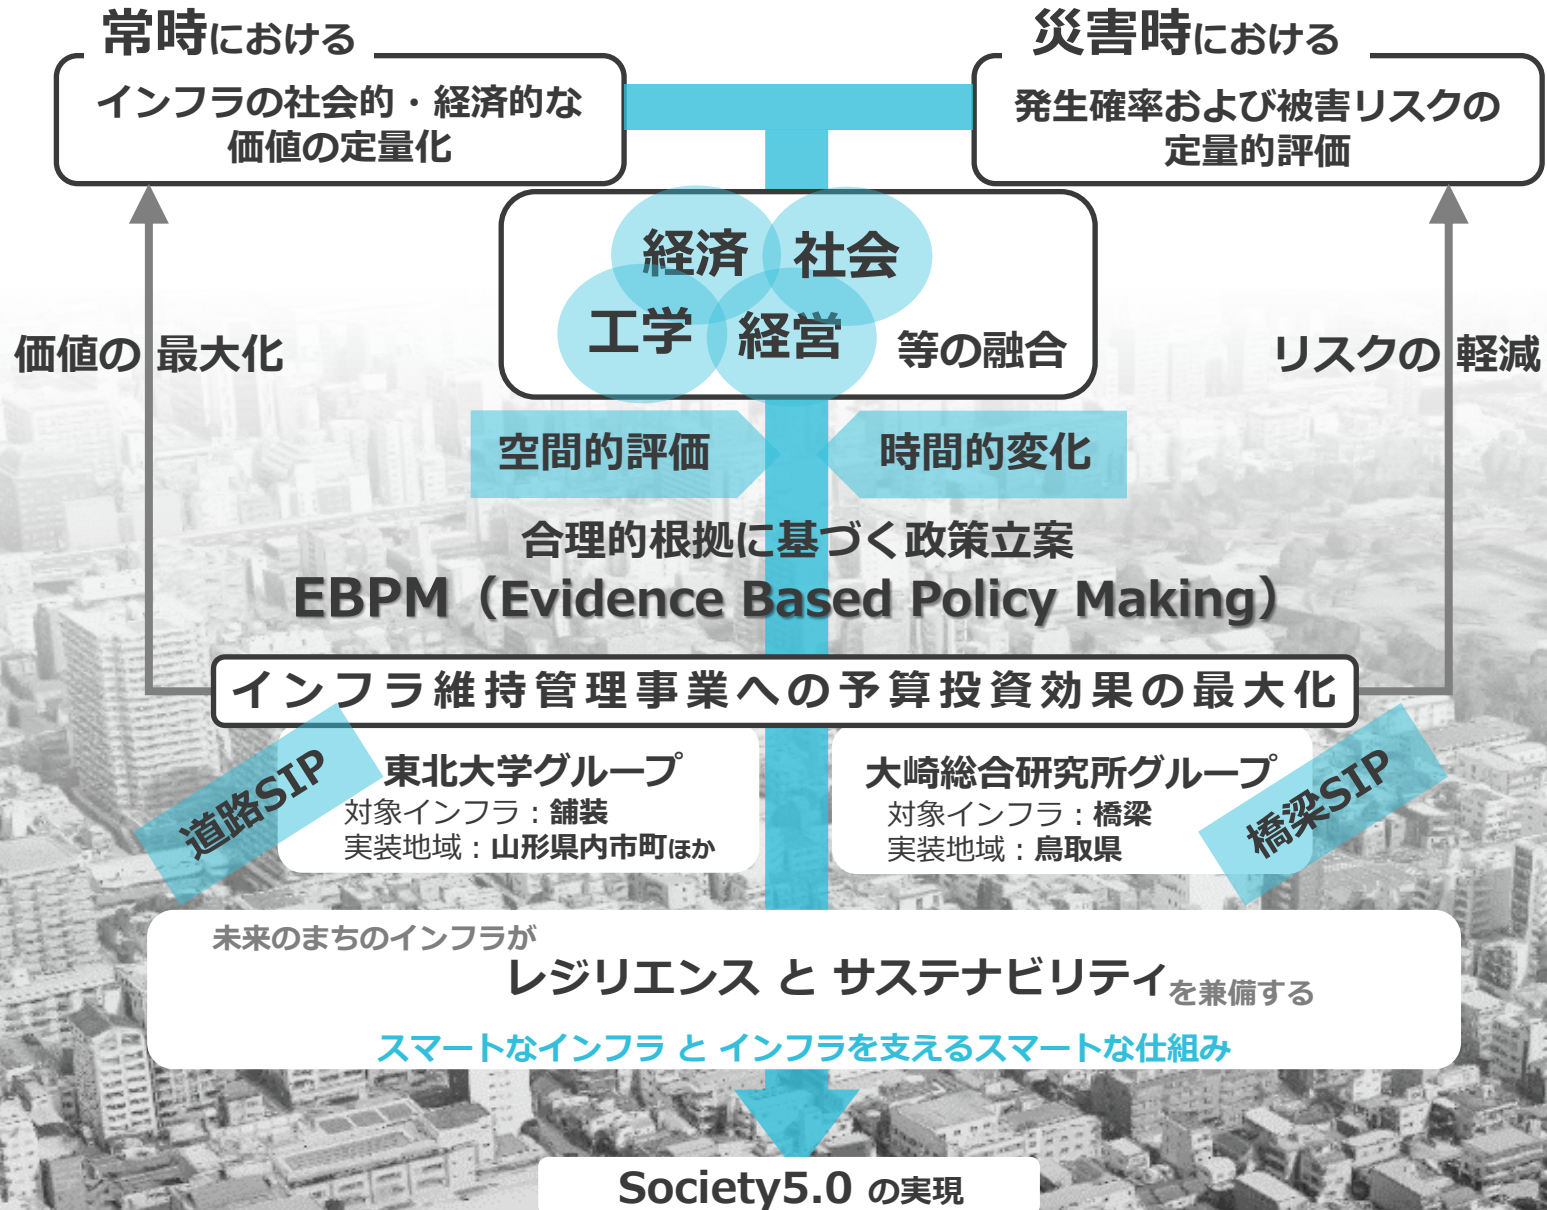 常時における
インフラの社会的・経済的な
価値の定量化
災害時における
発生確率および被害リスクの
定量的評価
経済 社会
工学 経営 等の融合
価値の 最大化
リスクの 軽減
空間的評価
時間的変化
合理的根拠に基づく政策立案
EBPM（Evidence Based Policy Making）
インフラ維持管理事業への予算投資効果の最大化
道路SIP
東北大学グループ
対象インフラ：舗装
実装地域：山形県内市町ほか
大崎総合研究所グループ
対象インフラ：橋梁
実装地域：鳥取県
橋梁SIP
未来のまちのインフラが
レジリエンス と サステナビリティを兼備する
スマートなインフラ と インフラを支えるスマートな仕組み
Society5.0 の実現